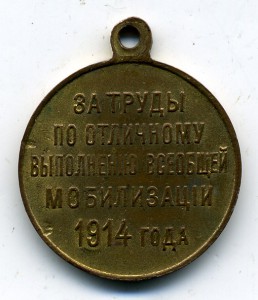 ЗА ТРУДЫ
ПО ОТЛИЧНОМУ
ВЫПОЛНЕНІЮ ВСЕОБЩЕЙ
МОБИЛИЗАЦІИ
1914 ГОДА